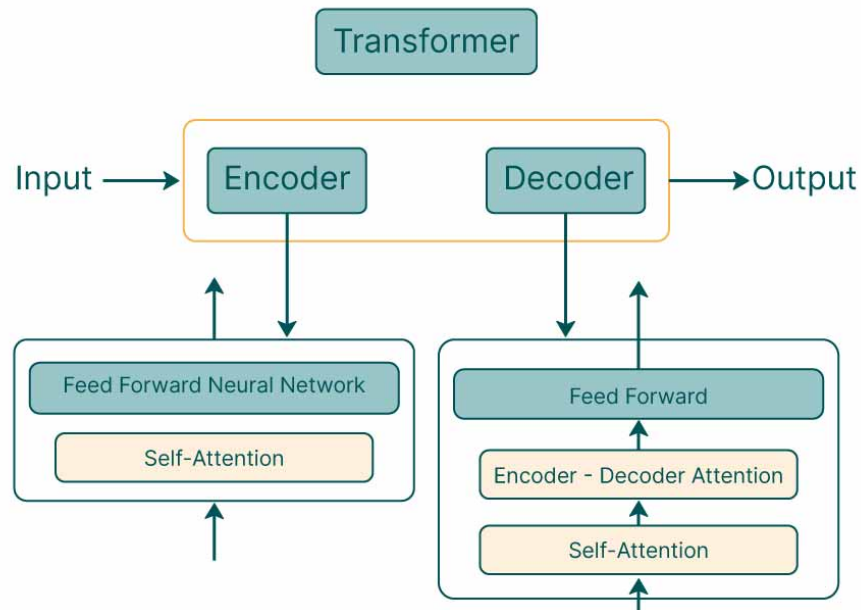 Transformer
Input
Encoder
Decoder
Output
Feed Forward Neural Network
Self-Attention
Feed Forward
Encoder - Decoder Attention
Self-Attention